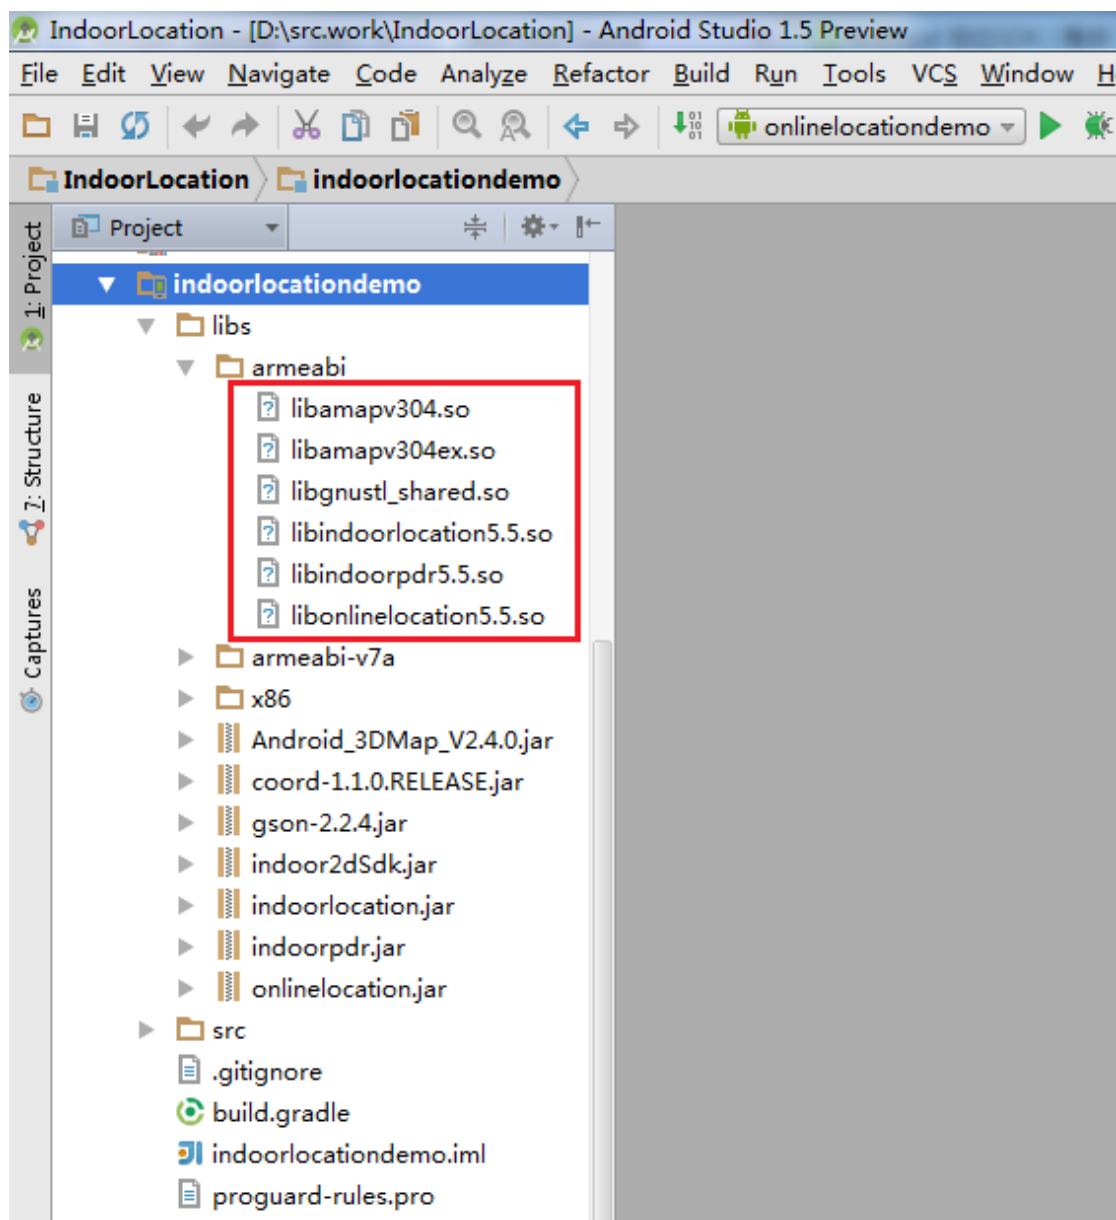 IndoorLocation - [D:\src.work\IndoorLocation] - Android Studio 1.5 Preview
File Edit View Navigate Code Analyze Refactor Build Run Tools VCS Window
onlinelocationdemo
IndoorLocation indoorlocationdemo
Project
1: Project
7: Structure
Captures
indoorlocationdemo
libs
armeabi
libamapv304.so
libamapv304ex.so
libgnustl_shared.so
libindoorlocation5.5.so
libindoorpdr5.5.so
libonlinelocation5.5.so
armeabi-v7a
x86
Android_3DMap_V2.4.0.jar
coord-1.1.0.RELEASE.jar
gson-2.2.4.jar
indoor2dSdk.jar
indoorlocation.jar
indoorpdr.jar
onlinelocation.jar
src
.gitignore
build.gradle
indoorlocationdemo.iml
proguard-rules.pro